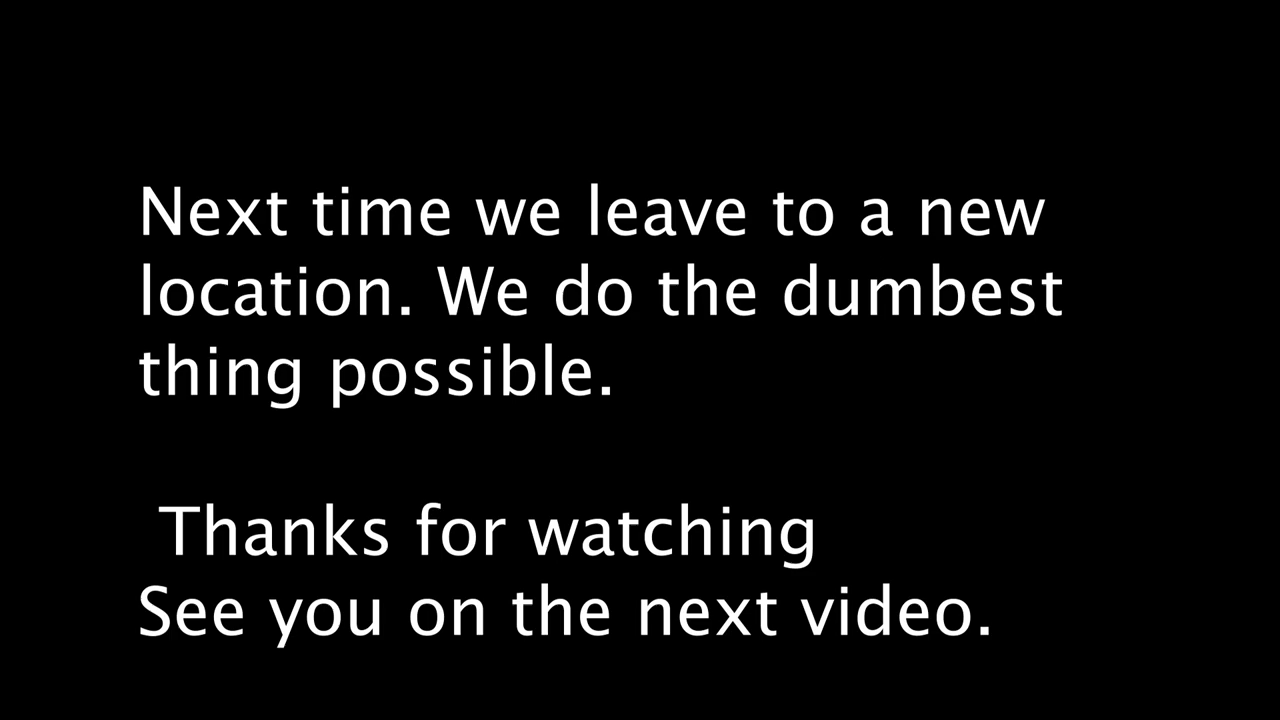 Next time we leave to a new
location. We do the dumbest
thing possible.
Thanks for watching
See you on the next video.